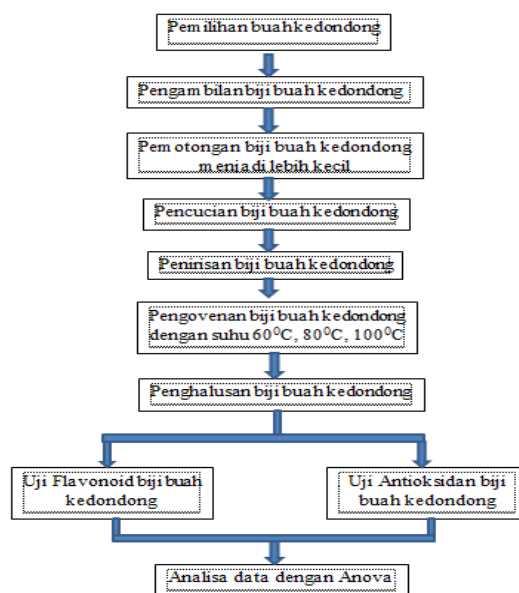 Pemilihan buah kedondong
Pengambilan biji buah kedondong
Pemotongan biji buah kedondong
menjadi lebih kecil
Pencucian biji buah kedondong
Penirisan biji buah kedondong
Pengovenan biji buah kedondong
dengan suhu 60⁰C, 80⁰C, 100⁰C
Penghalusan biji buah kedondong
Uji Flavonoid biji buah
kedondong
Uji Antioksidan biji
buah kedondong
Analisa data dengan Anova